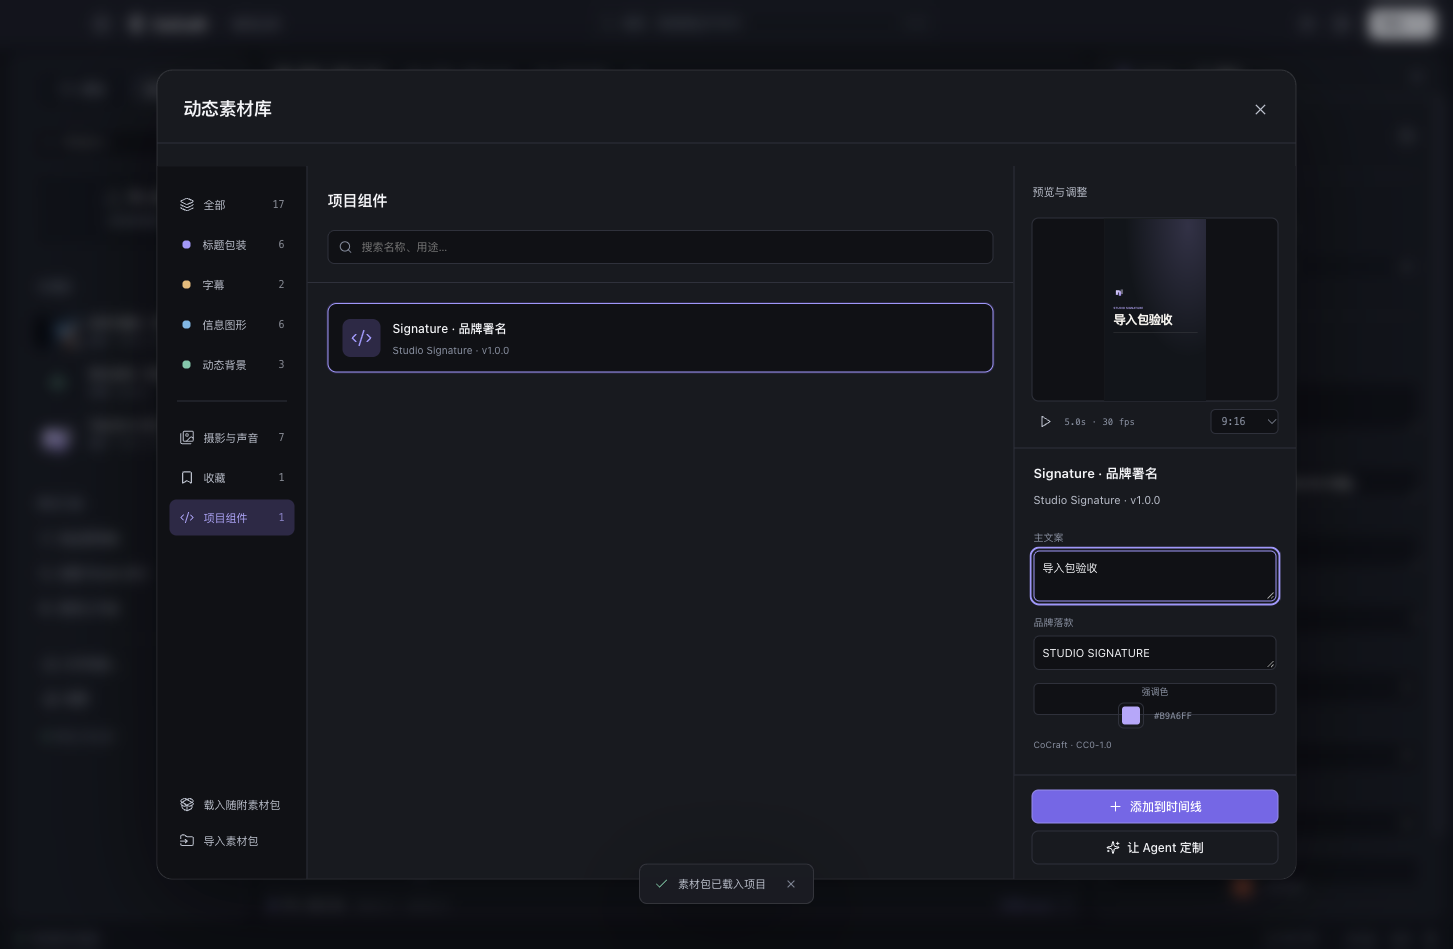 动态素材库
全部 17
标题包装 6
字幕 2
信息图形 6
动态背景 3
摄影与声音 7
收藏 1
项目组件 1
载入随附素材包
导入素材包
项目组件
搜索名称、用途...
Signature · 品牌署名
Studio Signature · v1.0.0
预览与调整
导入包验收
5.0s · 30 fps
9:16
Signature · 品牌署名
Studio Signature · v1.0.0
主文案
导入包验收
品牌落款
STUDIO SIGNATURE
强调色
#B9A6FF
CoCraft · CC0-1.0
添加到时间线
让 Agent 定制
素材包已载入项目